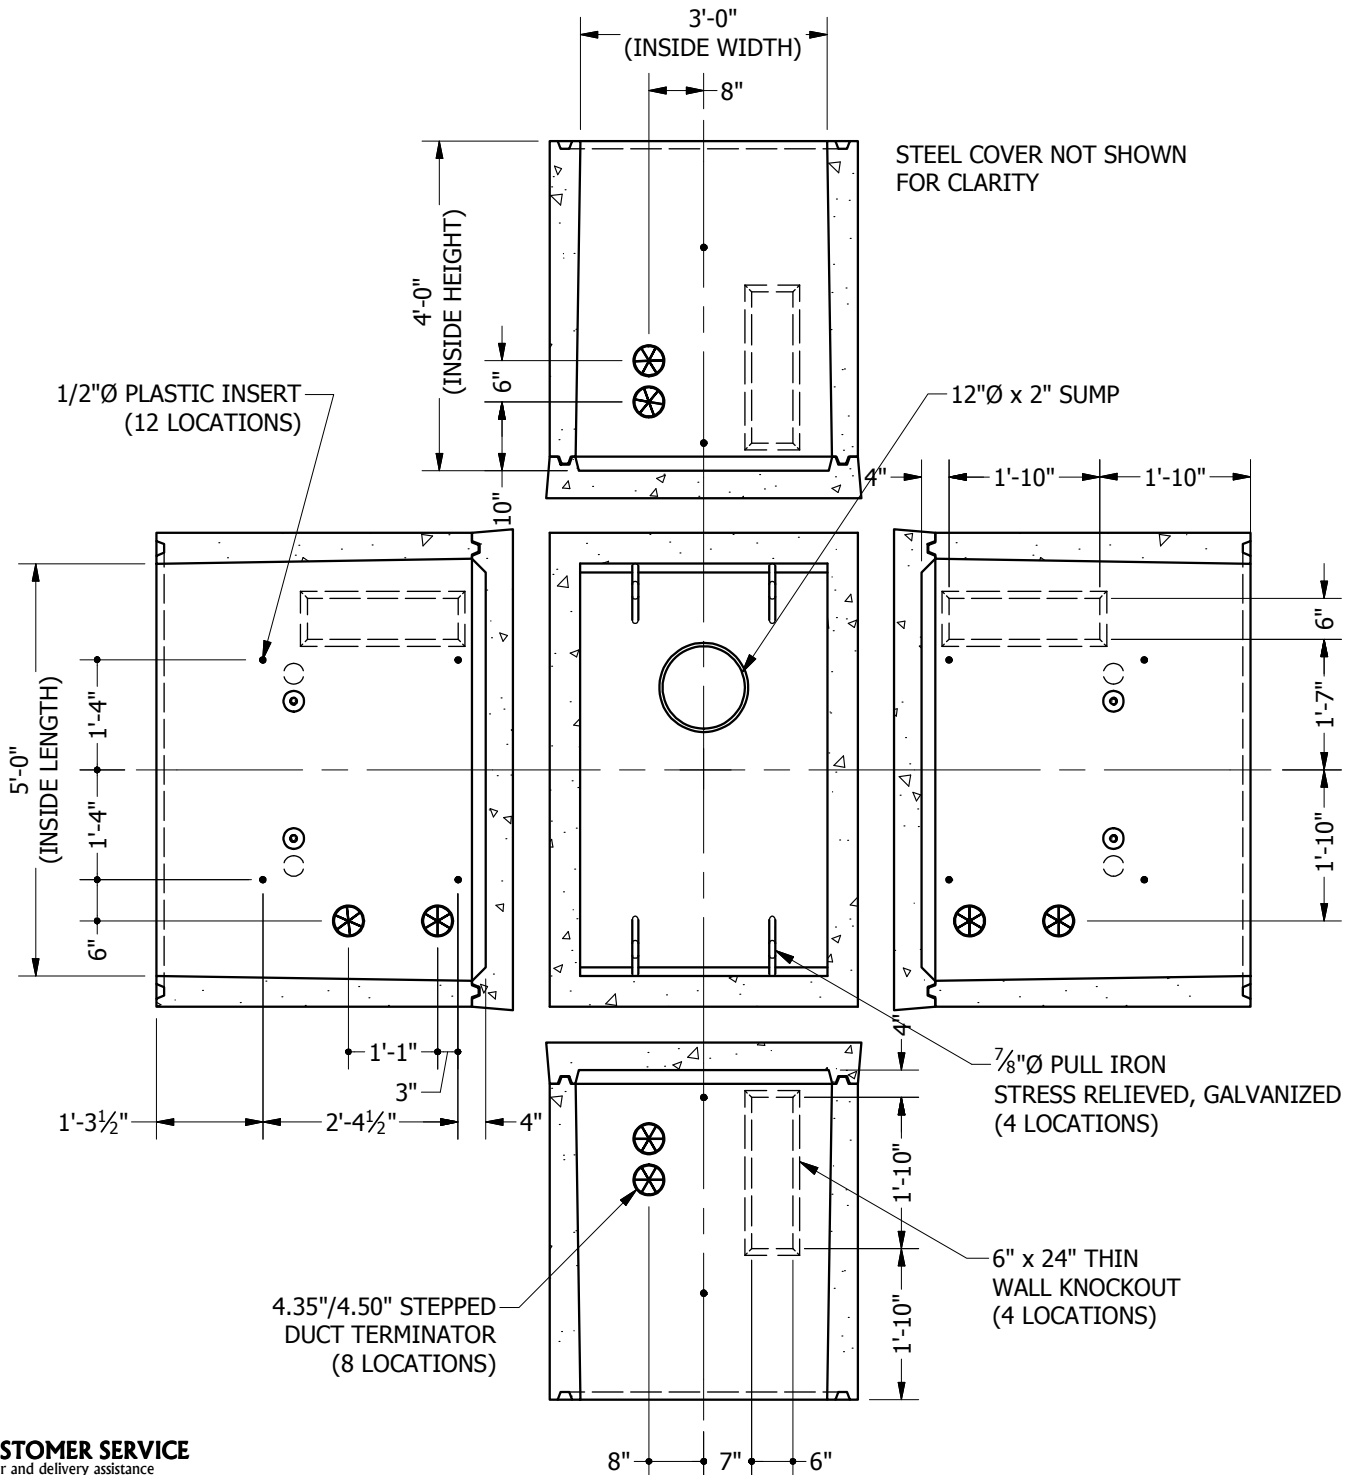 3'-0"
(INSIDE WIDTH)
8"
STEEL COVER NOT SHOWN
FOR CLARITY
4'-0"
(INSIDE HEIGHT)
6"
10"
1/2"Ø PLASTIC INSERT
(12 LOCATIONS)
12"Ø x 2" SUMP
4"
1'-10"
1'-10"
5'-0"
(INSIDE LENGTH)
1'-4"
1'-4"
6"
6"
1'-7"
1'-10"
1'-1"
3"
1'-3½"
2'-4½"
4"
4"
⅞"Ø PULL IRON
STRESS RELIEVED, GALVANIZED
(4 LOCATIONS)
1'-10"
1'-10"
6" x 24" THIN
WALL KNOCKOUT
(4 LOCATIONS)
4.35"/4.50" STEPPED
DUCT TERMINATOR
(8 LOCATIONS)
8"
7"
6"
STOMER SERVICE
r and delivery assistance